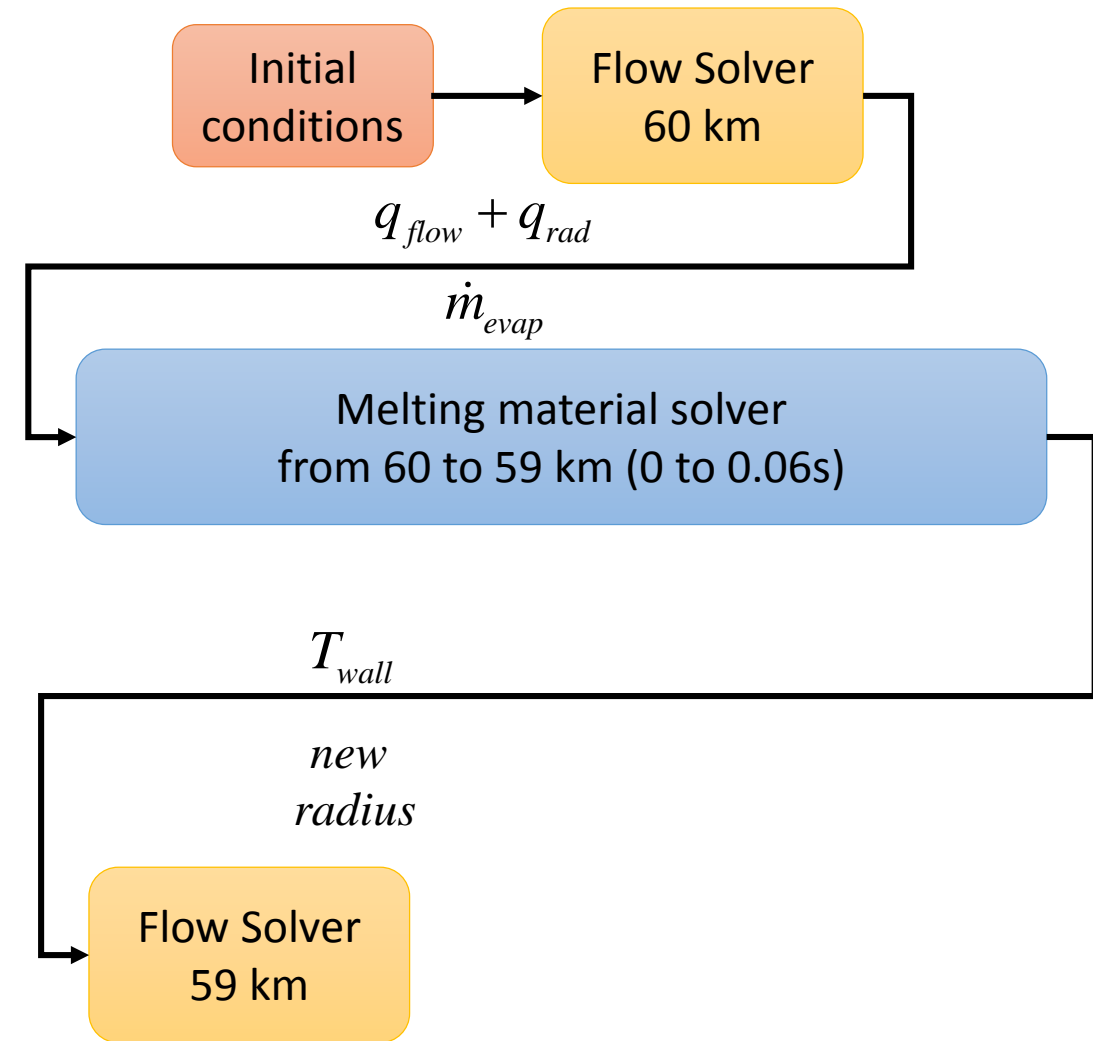 Initial
conditions
Flow Solver
60 km
q_flow + q_rad
ṁ_evap
Melting material solver
from 60 to 59 km (0 to 0.06s)
T_wall
new
radius
Flow Solver
59 km